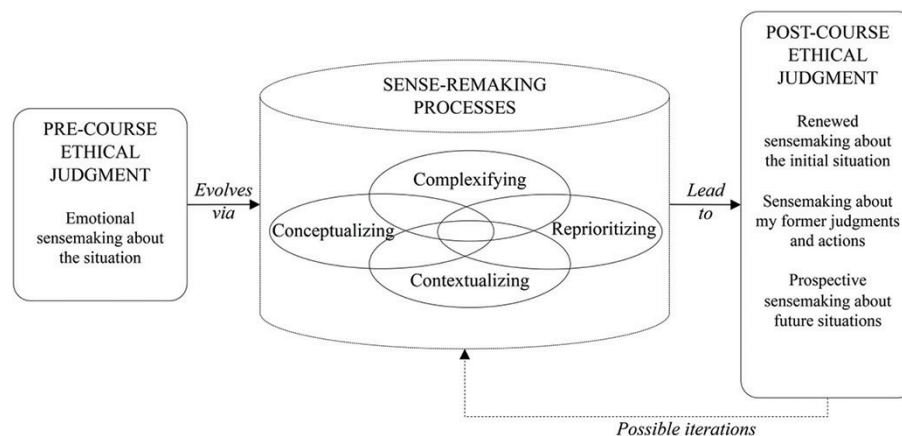 PRE-COURSE
ETHICAL
JUDGMENT
Emotional
sensemaking about
the situation
Evolves
via
SENSE-REMAKING
PROCESSES
Complexifying
Conceptualizing
Reprioritizing
Contextualizing
Lead
to
POST-COURSE
ETHICAL
JUDGMENT
Renewed
sensemaking about
the initial situation
Sensemaking about
my former judgments
and actions
Prospective
sensemaking about
future situations
Possible iterations